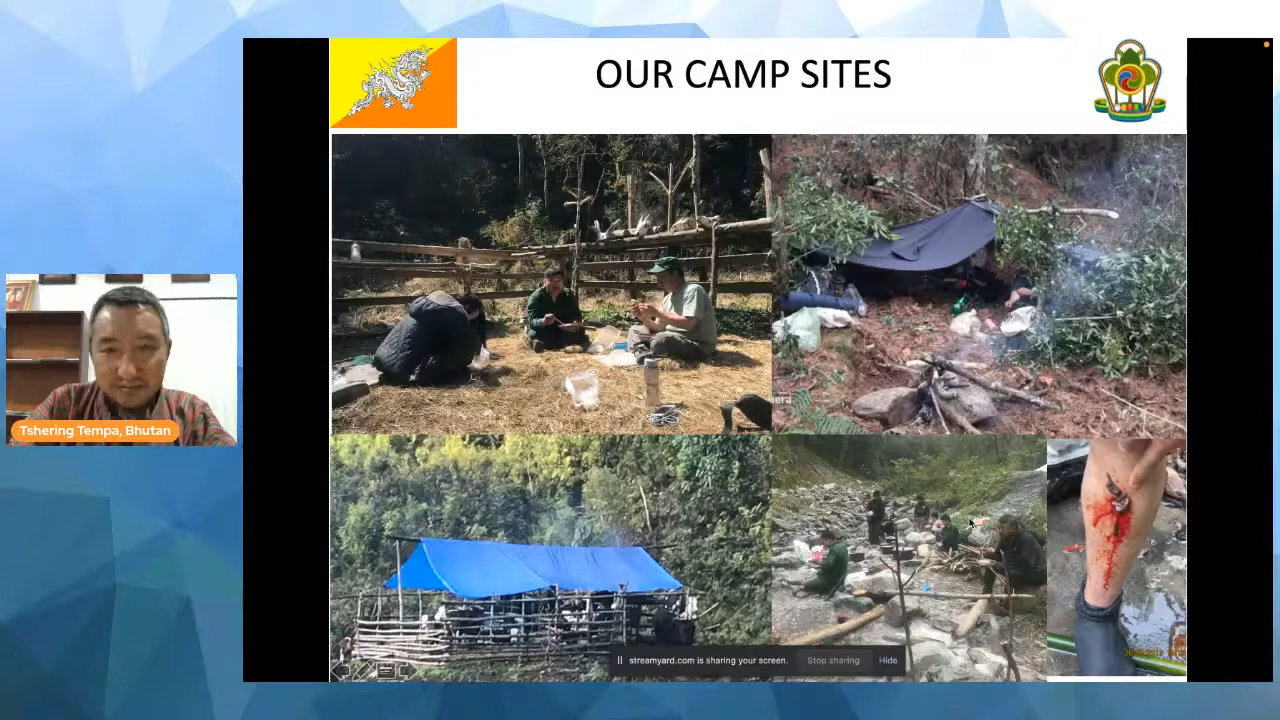 OUR CAMP SITES
Tshering Tempa, Bhutan
streamyard.com is sharing your screen.
Stop sharing
Hide